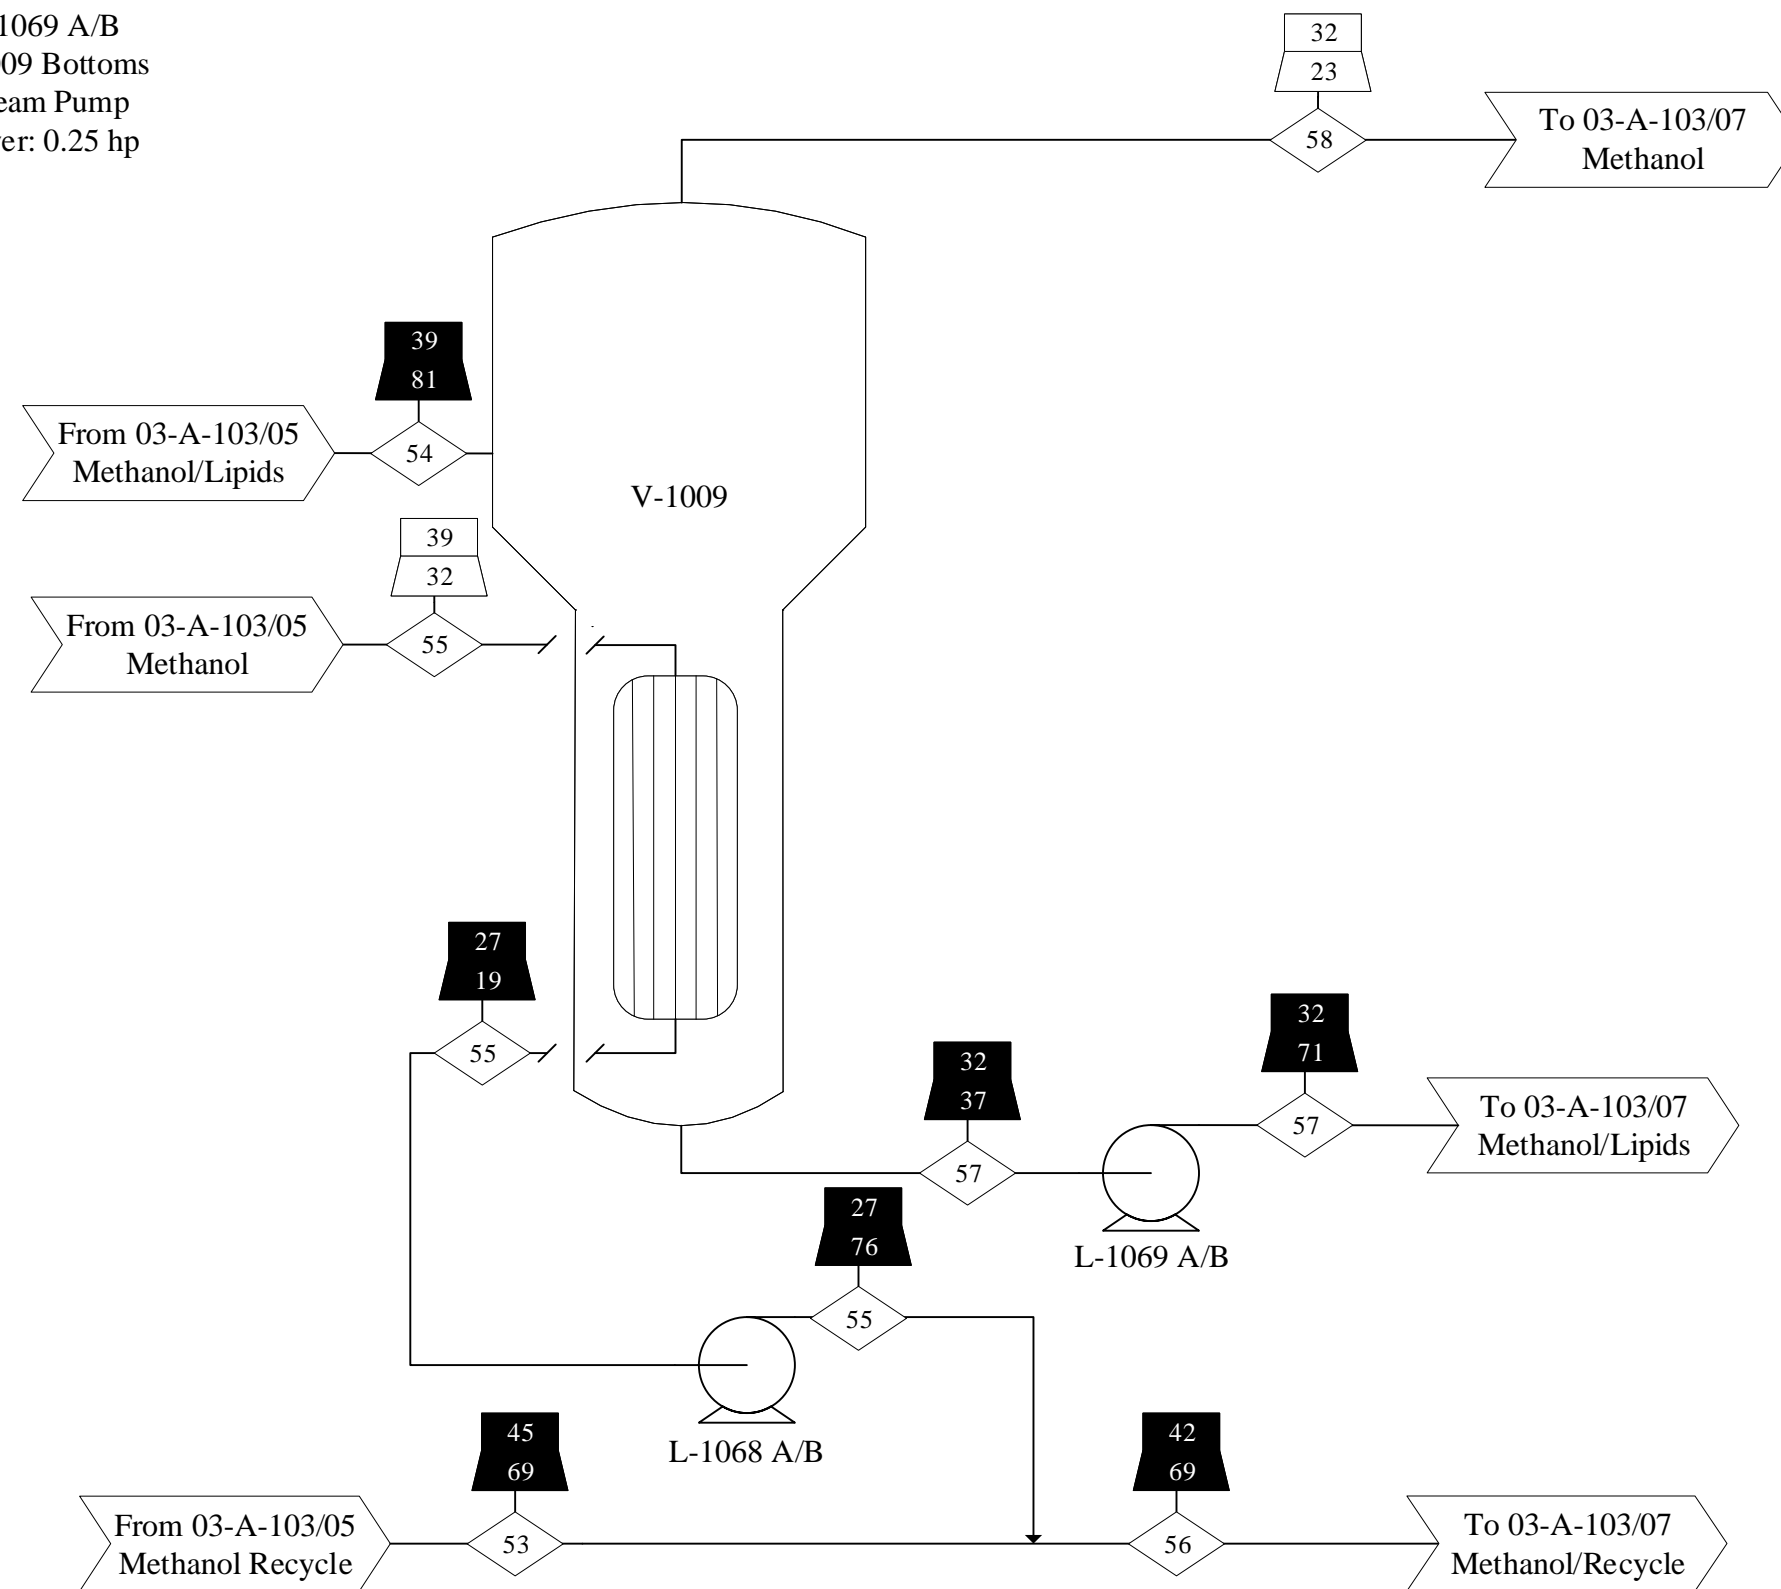 1069 A/B
09 Bottoms
eam Pump
er: 0.25 hp
32
23
58
To 03-A-103/07
Methanol
39
81
From 03-A-103/05
Methanol/Lipids
54
V-1009
39
32
From 03-A-103/05
Methanol
55
27
19
55
32
37
57
32
71
57
To 03-A-103/07
Methanol/Lipids
L-1069 A/B
27
76
55
L-1068 A/B
45
69
From 03-A-103/05
Methanol Recycle
53
42
69
56
To 03-A-103/07
Methanol/Recycle